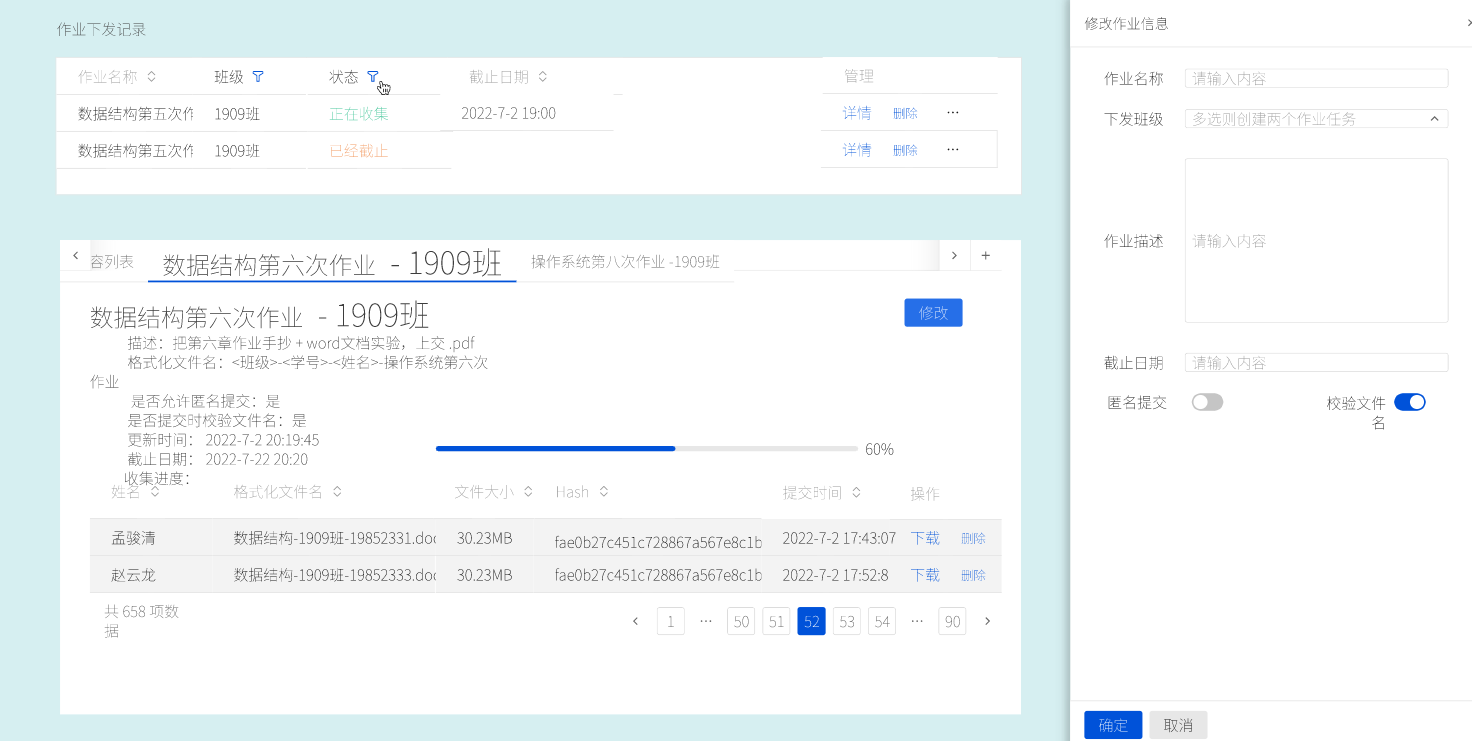 作业下发记录
作业名称 班级 状态 截止日期 管理
数据结构第五次作 1909班 正在收集 2022-7-2 19:00 详情 删除 ···
数据结构第五次作 1909班 已经截止 详情 删除 ···
容列表 数据结构第六次作业 - 1909班 操作系统第八次作业 -1909班 +
数据结构第六次作业 - 1909班 修改
描述：把第六章作业手抄 + word文档实验，上交 .pdf
格式化文件名：<班级>-<学号>-<姓名>-操作系统第六次
作业
是否允许匿名提交：是
是否提交时校验文件名：是
更新时间： 2022-7-2 20:19:45
截止日期： 2022-7-22 20:20
收集进度： 60%
姓名 格式化文件名 文件大小 Hash 提交时间 操作
孟骏清 数据结构-1909班-19852331.doc 30.23MB fae0b27c451c728867a567e8c1b 2022-7-2 17:43:07 下载 删除
赵云龙 数据结构-1909班-19852333.doc 30.23MB fae0b27c451c728867a567e8c1b 2022-7-2 17:52:8 下载 删除
共 658 项数
据
1 ··· 50 51 52 53 54 ··· 90
修改作业信息
作业名称 请输入内容
下发班级 多选则创建两个作业任务
作业描述 请输入内容
截止日期 请输入内容
匿名提交 校验文件
名
确定 取消